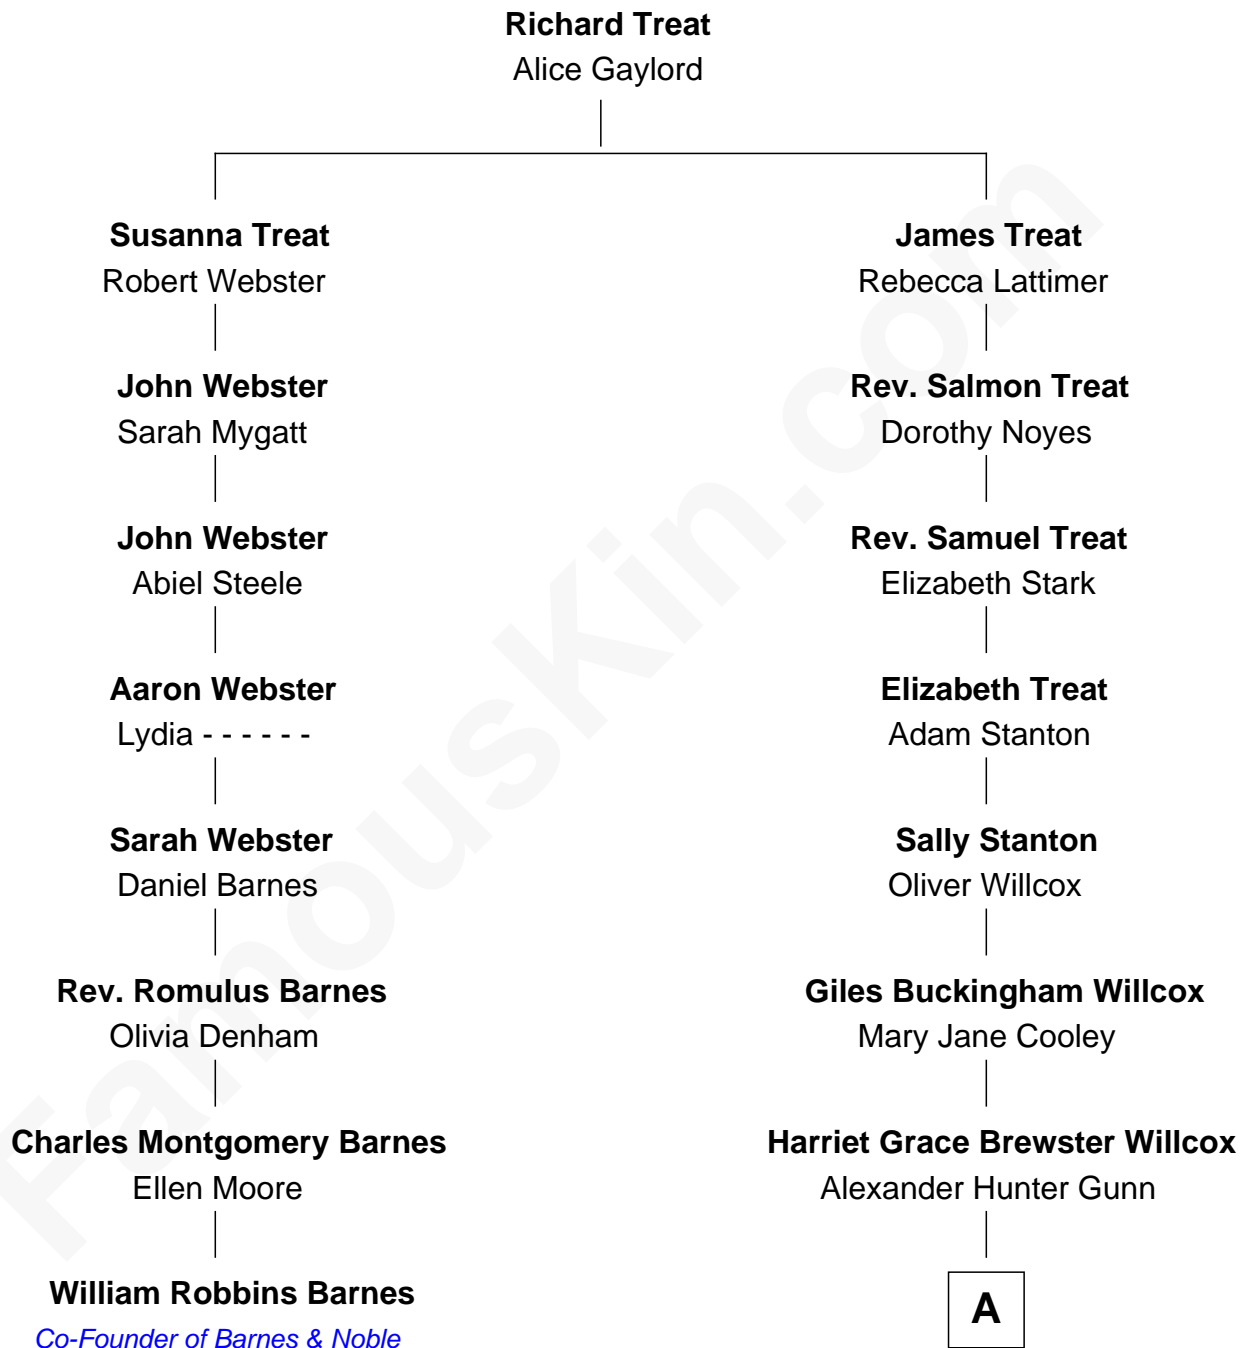 Richard Treat
Alice Gaylord
Susanna Treat
Robert Webster
James Treat
Rebecca Lattimer
John Webster
Sarah Mygatt
Rev. Salmon Treat
Dorothy Noyes
John Webster
Abiel Steele
Rev. Samuel Treat
Elizabeth Stark
Aaron Webster
Lydia - - - - - -
Elizabeth Treat
Adam Stanton
Sarah Webster
Daniel Barnes
Sally Stanton
Oliver Willcox
Rev. Romulus Barnes
Olivia Denham
Giles Buckingham Willcox
Mary Jane Cooley
Charles Montgomery Barnes
Ellen Moore
Harriet Grace Brewster Willcox
Alexander Hunter Gunn
William Robbins Barnes
Co-Founder of Barnes & Noble
A
FamousKin.com